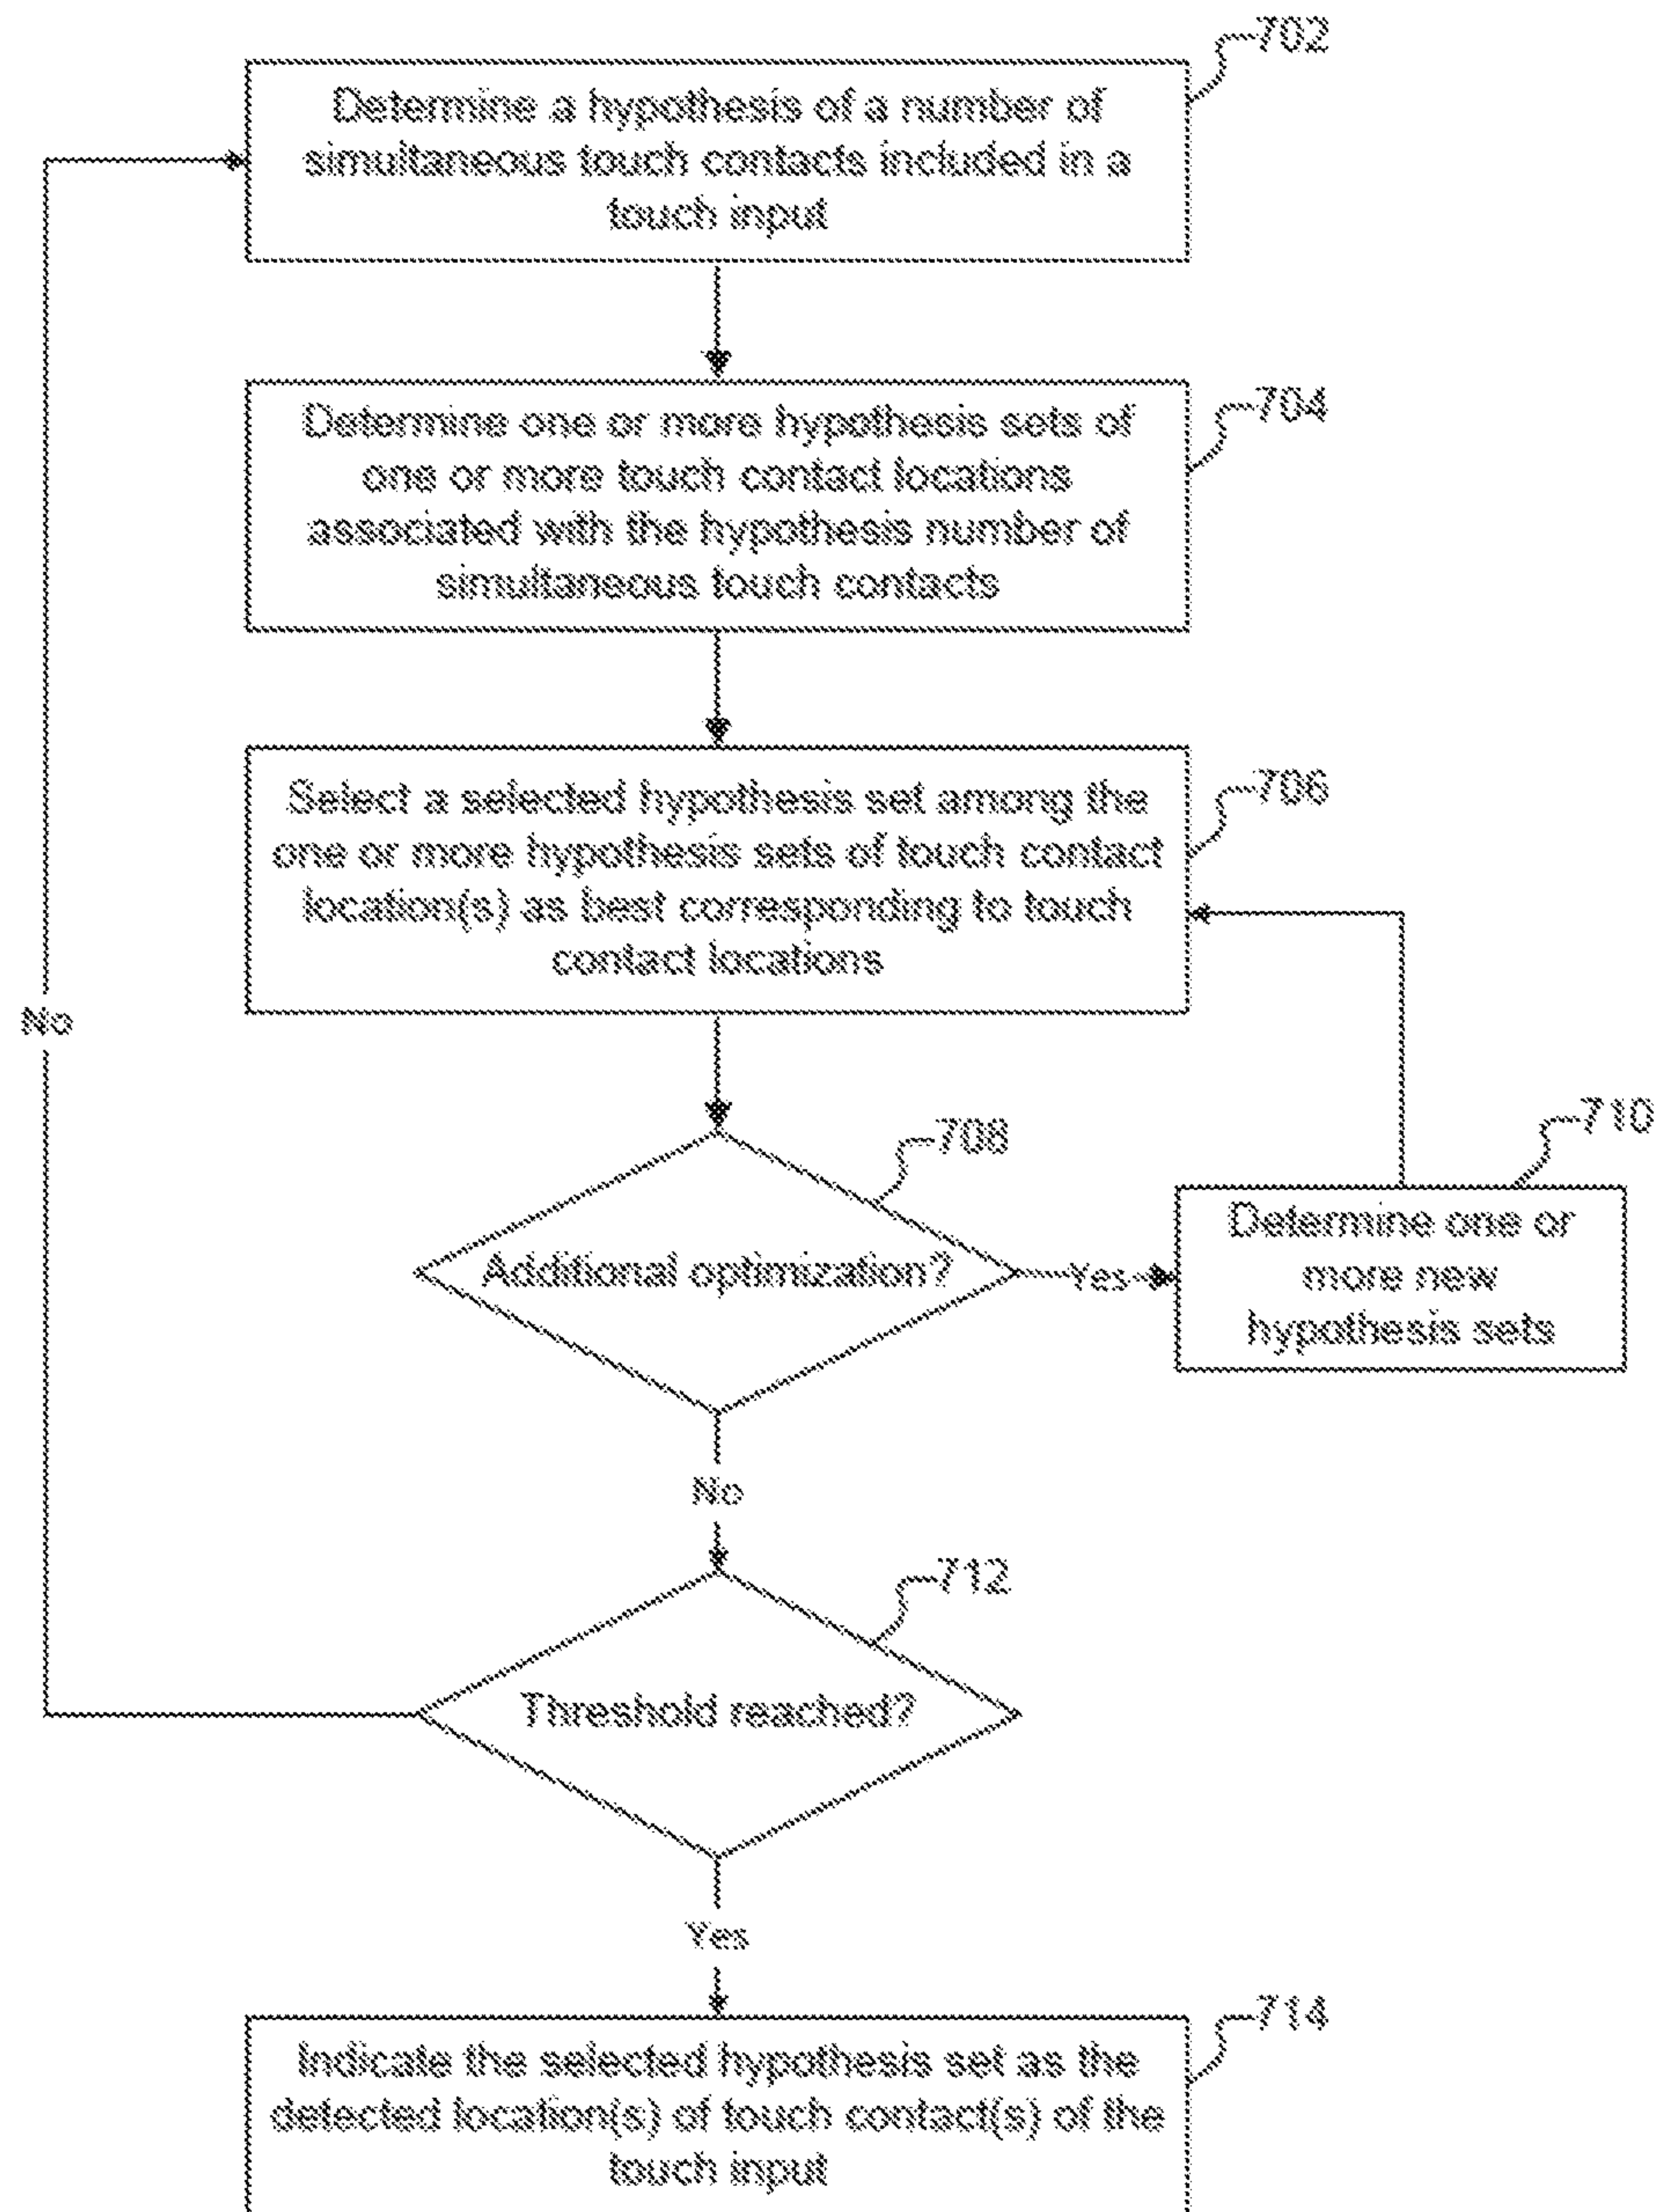 702
Determine a hypothesis of a number of
simultaneous touch contacts included in a
touch input
704
Determine one or more hypothesis sets of
one or more touch contact locations
associated with the hypothesis number of
simultaneous touch contacts
706
Select a selected hypothesis set among the
one or more hypothesis sets of touch contact
location(s) as best corresponding to touch
contact locations
No
708
710
Additional optimization?
Yes
Determine one or
more new
hypothesis sets
No
712
Threshold reached?
Yes
714
Indicate the selected hypothesis set as the
detected location(s) of touch contact(s) of the
touch input